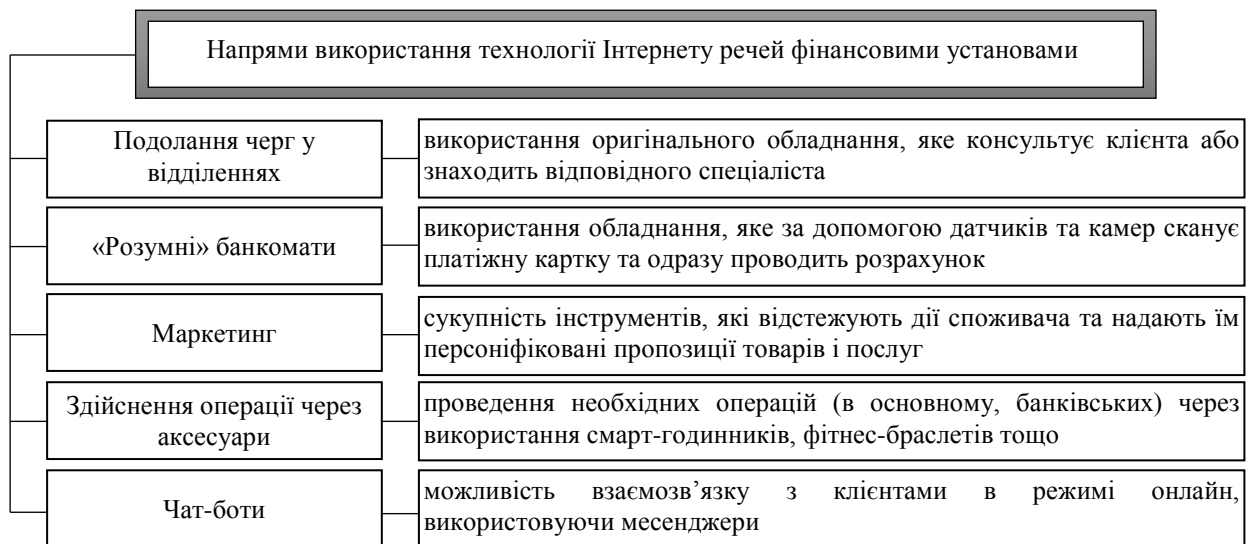 Напрями використання технології Інтернету речей фінансовими установами
Подолання черг у
відділеннях
використання оригінального обладнання, яке консультує клієнта або
знаходить відповідного спеціаліста
«Розумні» банкомати
використання обладнання, яке за допомогою датчиків та камер сканує
платіжну картку та одразу проводить розрахунок
Маркетинг
сукупність інструментів, які відстежують дії споживача та надають їм
персоніфіковані пропозиції товарів і послуг
Здійснення операції через
аксесуари
проведення необхідних операцій (в основному, банківських) через
використання смарт-годинників, фітнес-браслетів тощо
Чат-боти
можливість взаємозв’язку з клієнтами в режимі онлайн,
використовуючи месенджери